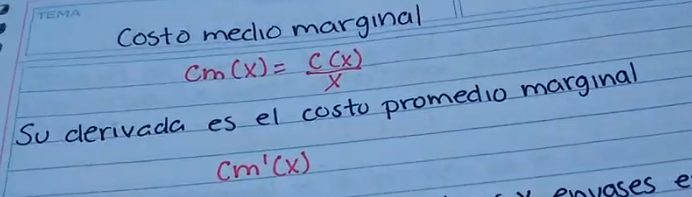 TEMA
Costo medio marginal
Cm(x) = C(x)/x
Su derivada es el costo promedio marginal
Cm'(x)
y envases e